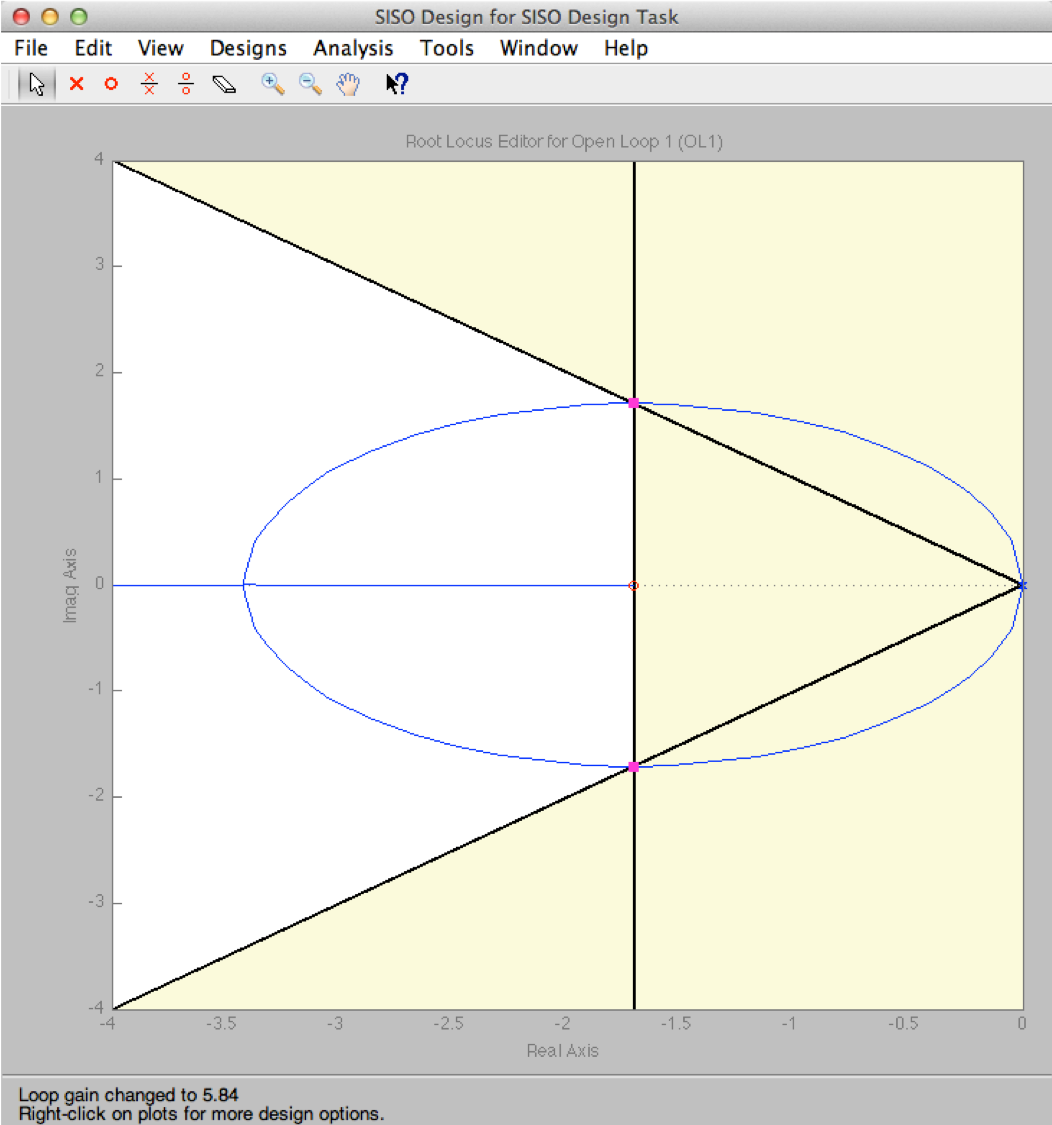 SISO Design for SISO Design Task
File Edit View Designs Analysis Tools Window Help
Root Locus Editor for Open Loop 1 (OL1)
4
3
2
1
0
-1
-2
-3
-4
Imag Axis
-4 -3.5 -3 -2.5 -2 -1.5 -1 -0.5 0
Real Axis
Loop gain changed to 5.84
Right-click on plots for more design options.